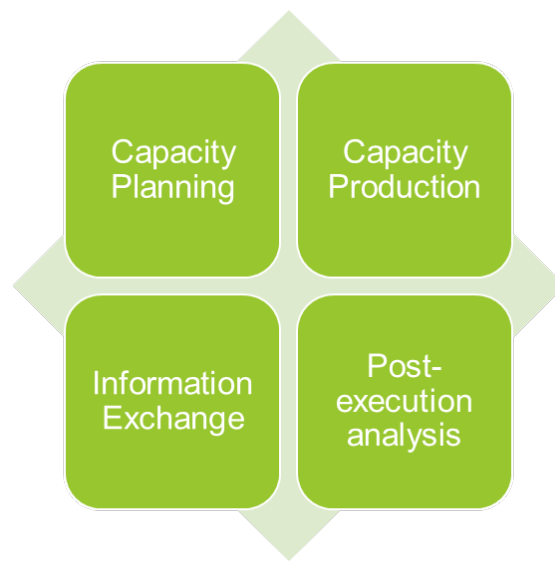 Capacity
Planning
Capacity
Production
Information
Exchange
Post-
execution
analysis